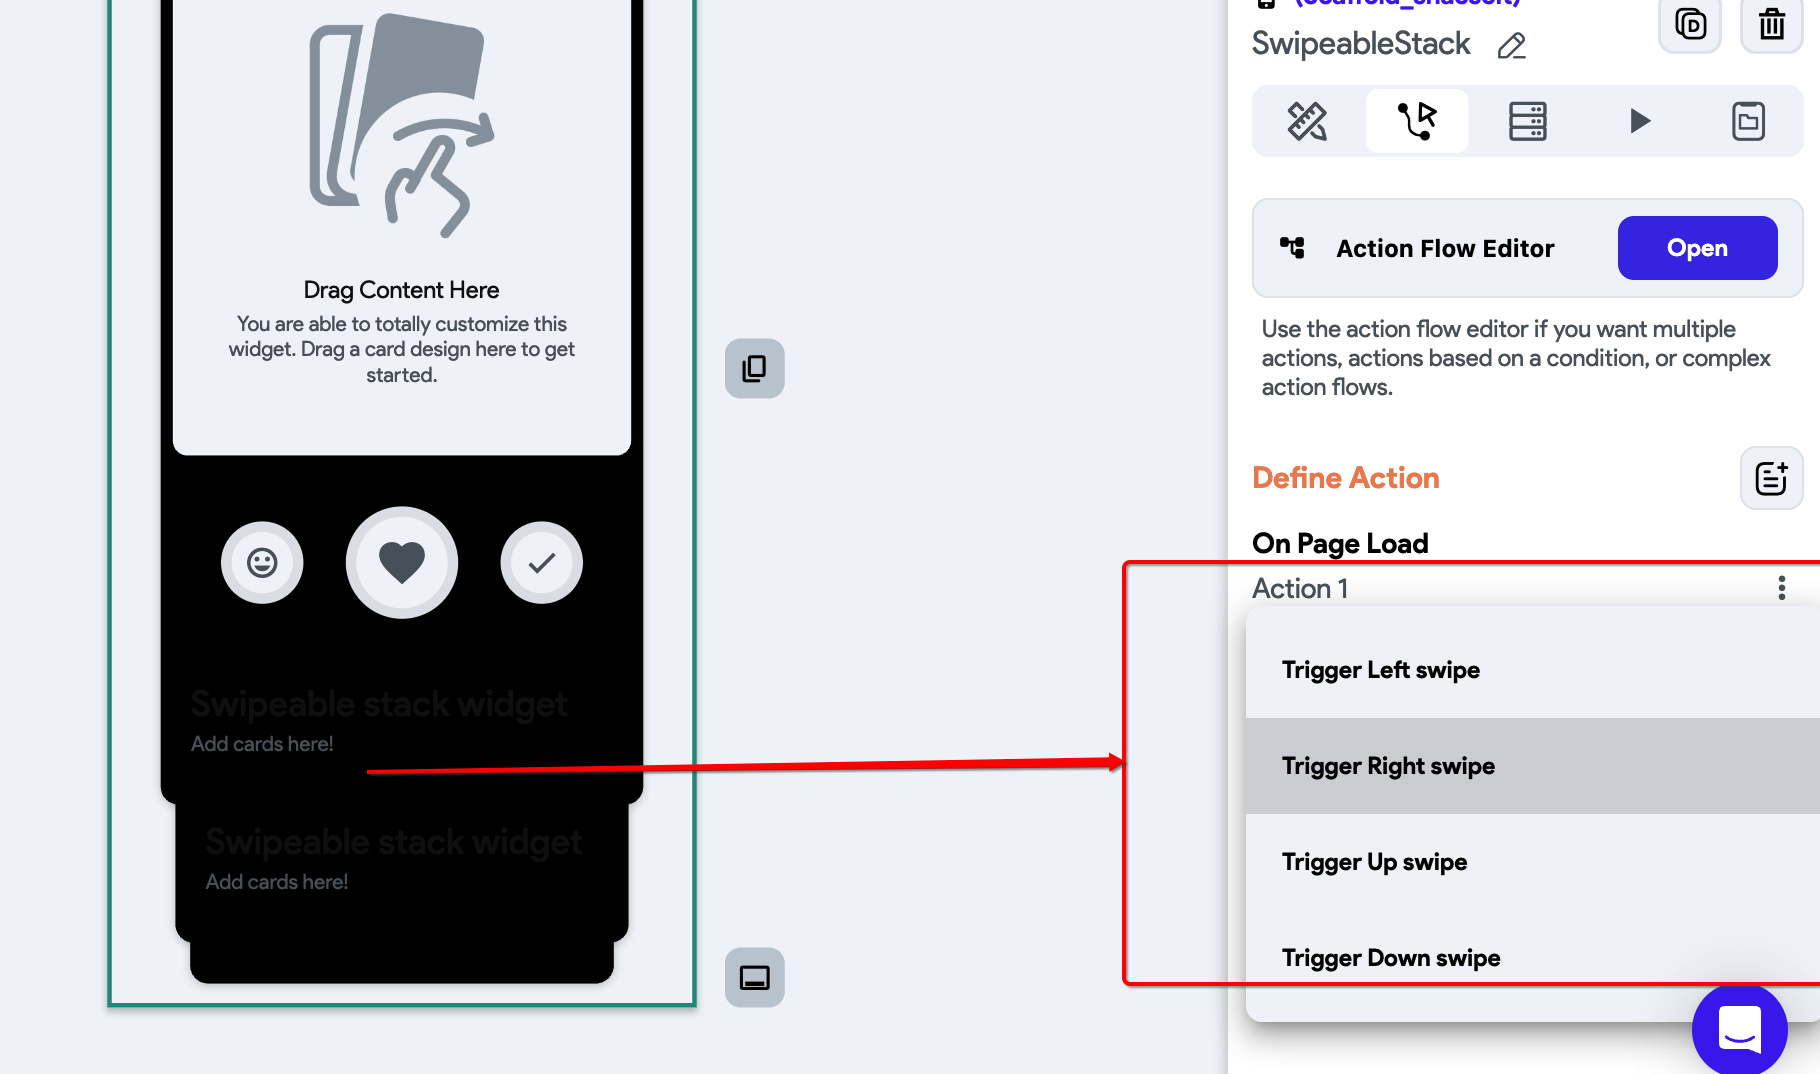 Drag Content Here
You are able to totally customize this
widget. Drag a card design here to get
started.
Swipeable stack widget
Add cards here!
Swipeable stack widget
Add cards here!
SwipeableStack
Action Flow Editor
Open
Use the action flow editor if you want multiple
actions, actions based on a condition, or complex
action flows.
Define Action
On Page Load
Action 1
Trigger Left swipe
Trigger Right swipe
Trigger Up swipe
Trigger Down swipe